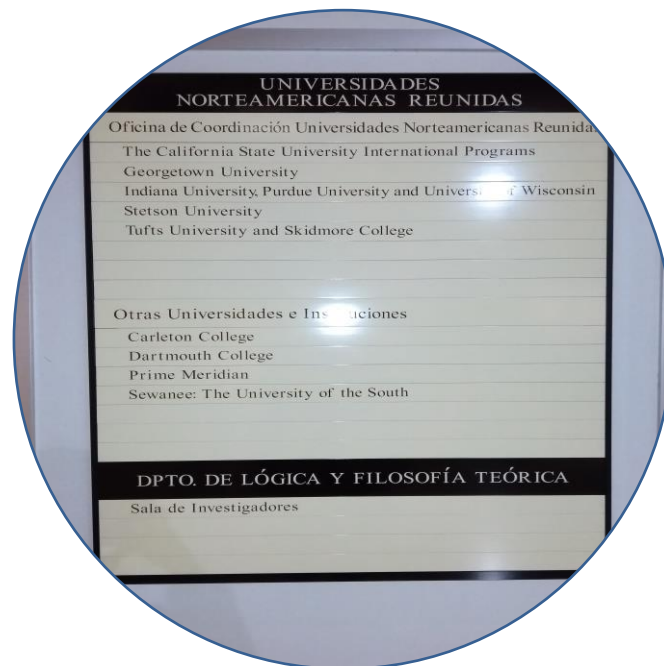 UNIVERSIDADES
NORTEAMERICANAS REUNIDAS
Oficina de Coordinación Universidades Norteamericanas
The California State University International Programs
Georgetown University
Indiana University, Purdue University and of Wisconsin
Stetson University
Tufts University and Skidmore College
Otras Universidades e
Carleton College
Dartmouth College
Prime Meridian
Sewanee: The University of the South
DPTO. DE LÓGICA Y FILOSOFÍA TEÓRICA
Sala de Investigadores